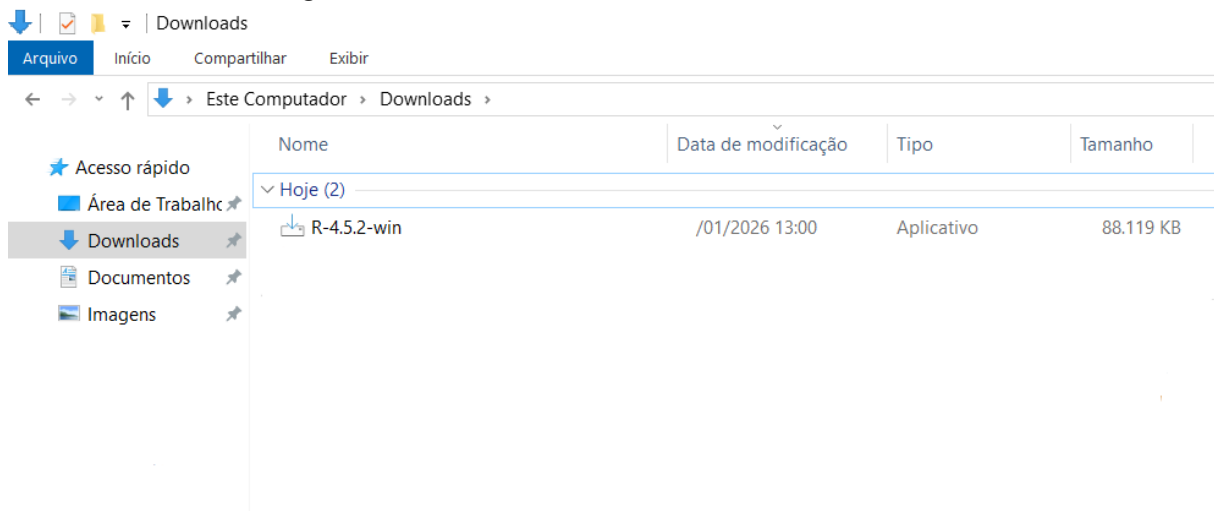 Downloads
Arquivo Início Compartilhar Exibir
Este Computador Downloads
Nome Data de modificação Tipo Tamanho
Acesso rápido
Hoje (2)
Área de Trabalho
R-4.5.2-win /01/2026 13:00 Aplicativo 88.119 KB
Downloads
Documentos
Imagens